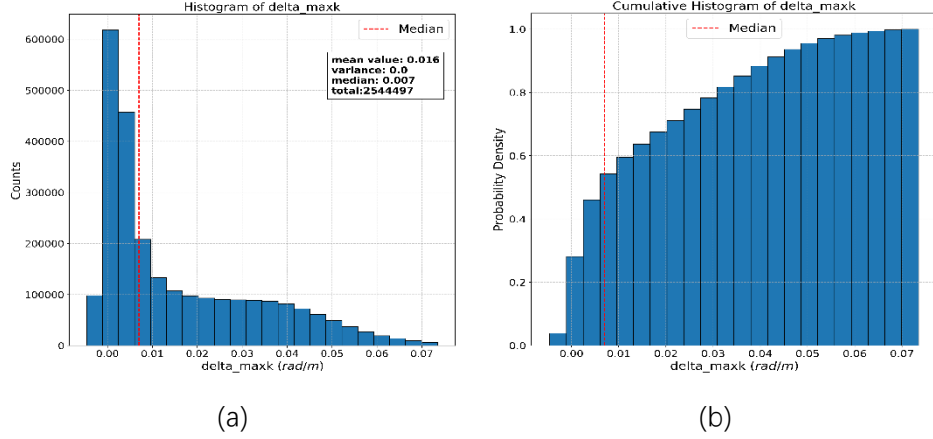 Histogram of delta_maxk
Median
mean value: 0.016
variance: 0.0
median: 0.007
total:2544497
600000
500000
400000
300000
200000
100000
0
Counts
0.00 0.01 0.02 0.03 0.04 0.05 0.06 0.07
delta_maxk (rad/m)
(a)
Cumulative Histogram of delta_maxk
Median
1.0
0.8
0.6
0.4
0.2
0.0
Probability Density
0.00 0.01 0.02 0.03 0.04 0.05 0.06 0.07
delta_maxk (rad/m)
(b)